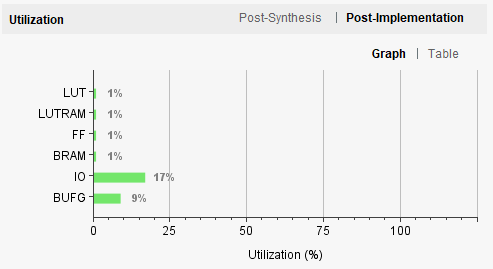 Utilization Post-Synthesis | Post-Implementation
Graph | Table
LUT 1%
LUTRAM 1%
FF 1%
BRAM 1%
IO 17%
BUFG 9%
0 25 50 75 100
Utilization (%)